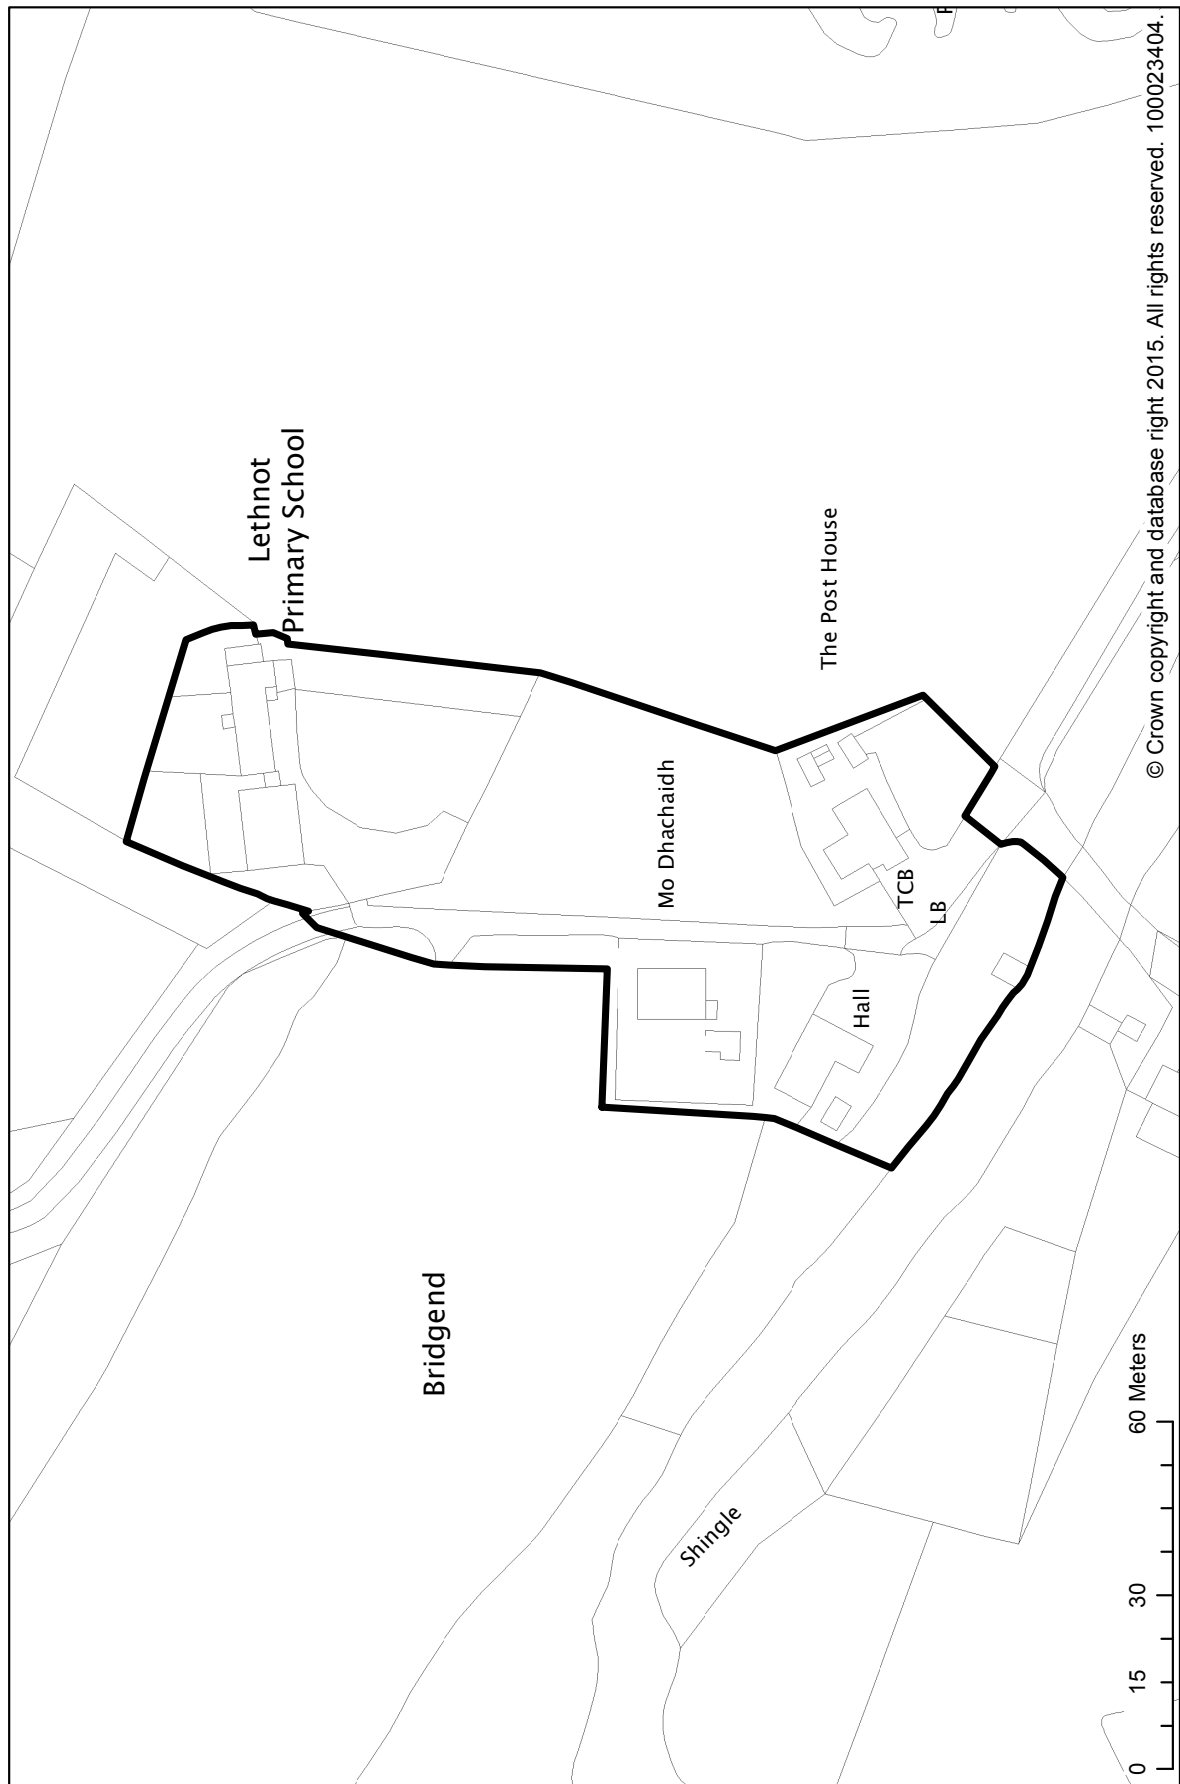 Lethnot
Primary School
The Post House
Mo Dhachaidh
TCB
LB
Hall
Bridgend
Shingle
0 15 30 60 Meters
© Crown copyright and database right 2015. All rights reserved. 100023404.